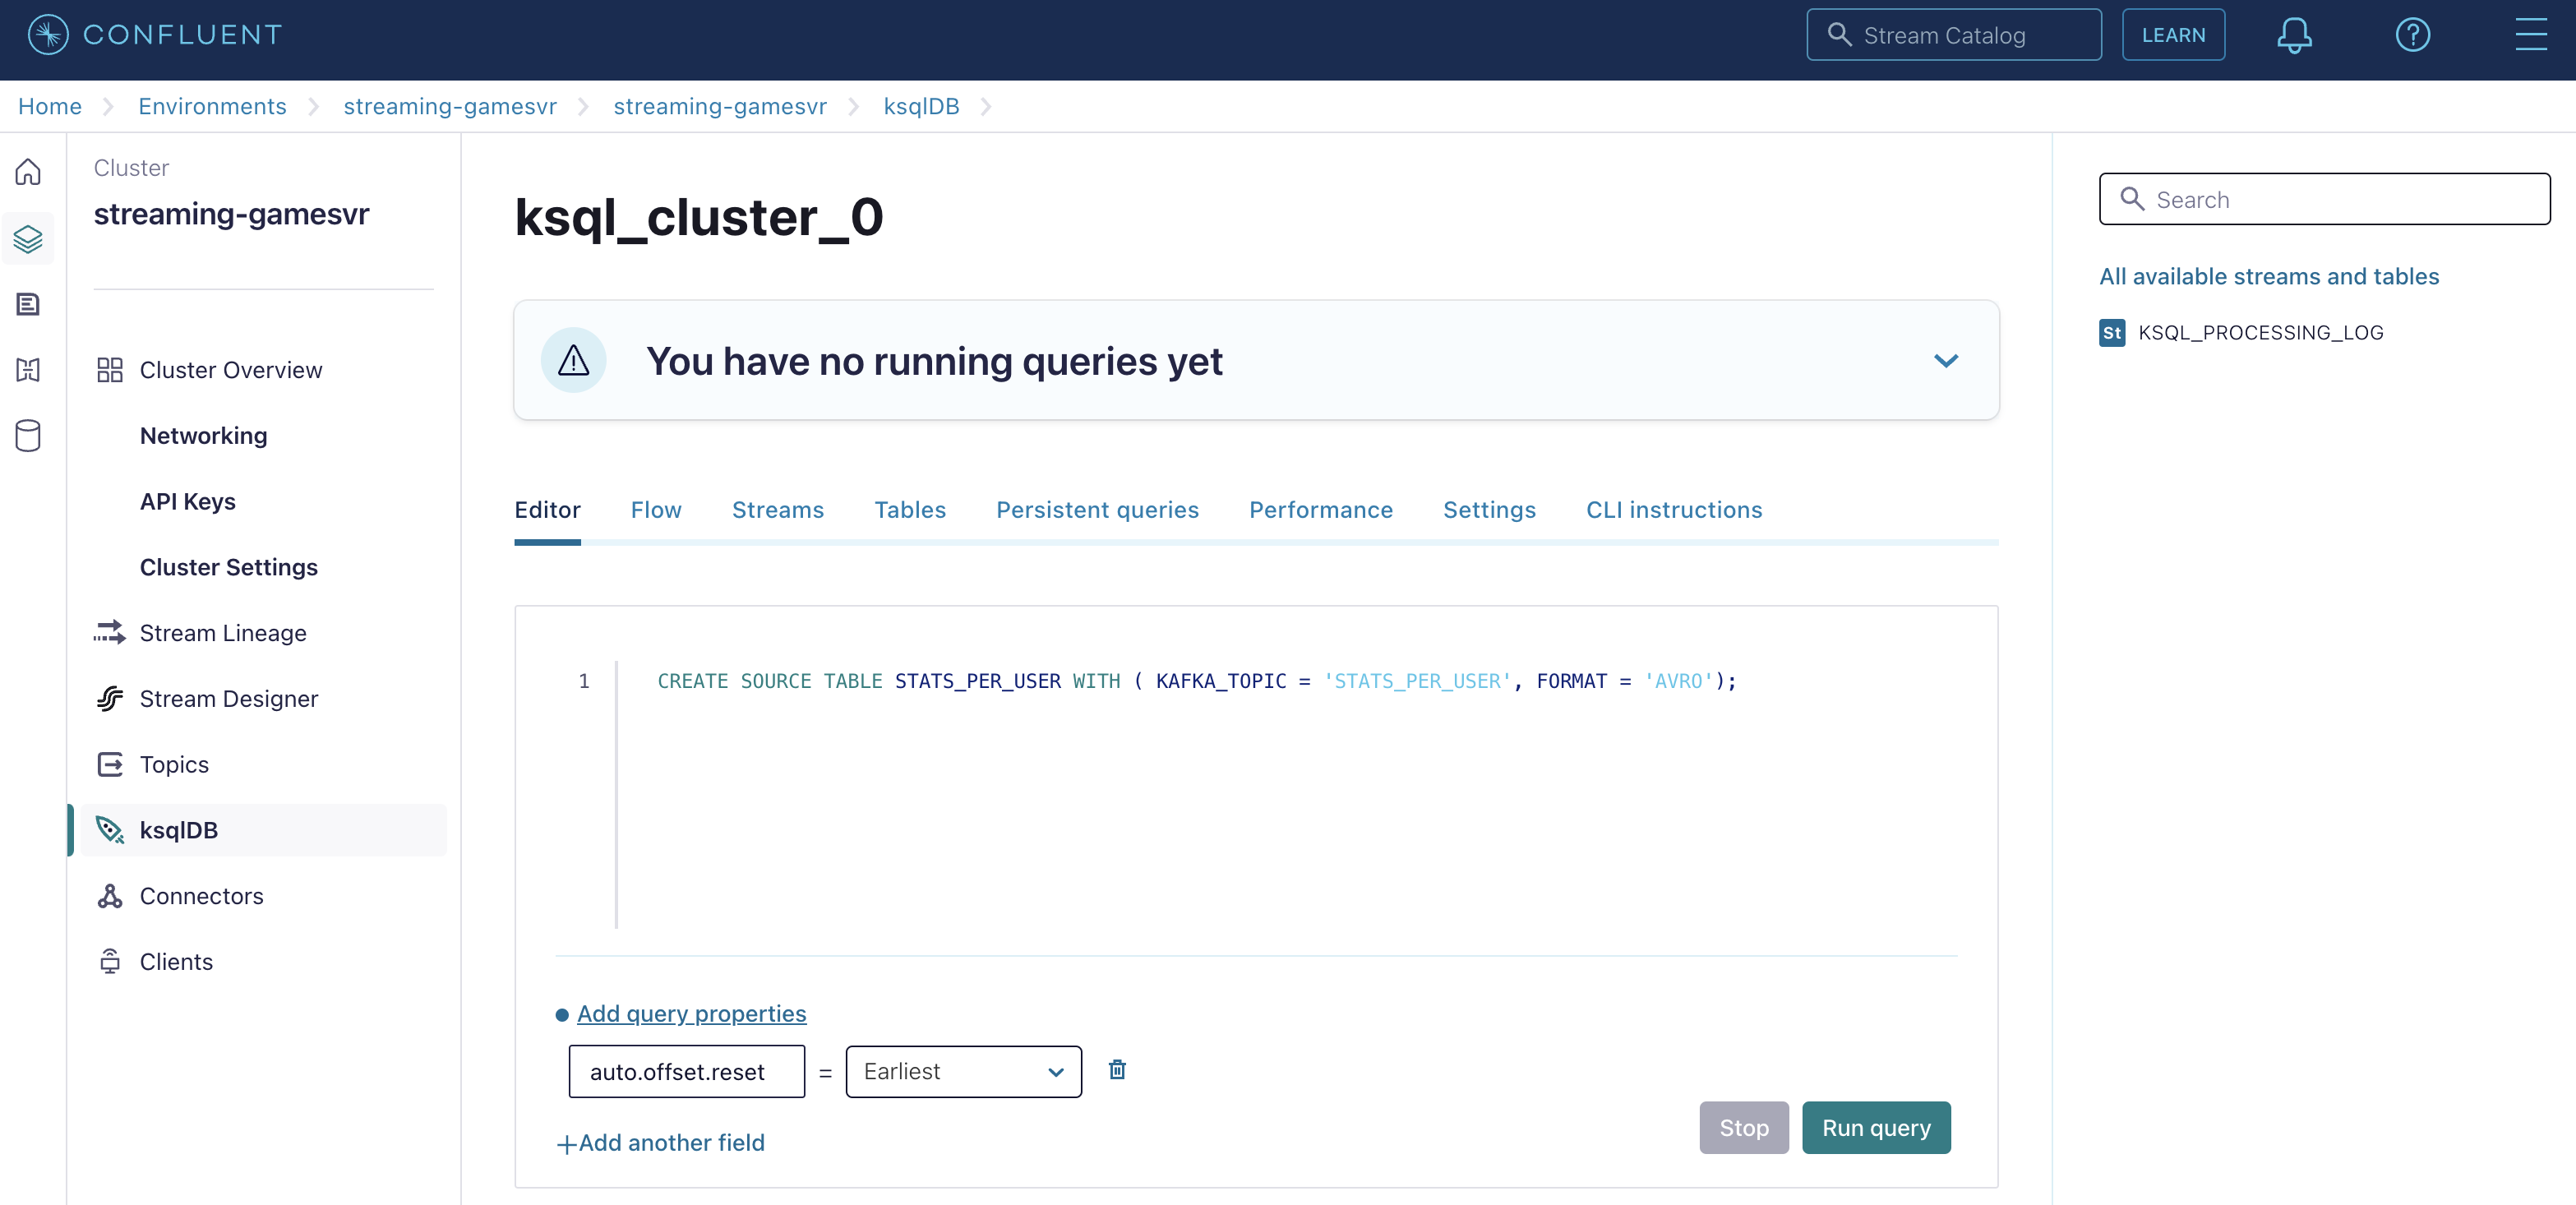 CONFLUENT
Stream Catalog
LEARN
Home
Environments
streaming-gamesvr
streaming-gamesvr
ksqlDB
Cluster
streaming-gamesvr
Cluster Overview
Networking
API Keys
Cluster Settings
Stream Lineage
Stream Designer
Topics
ksqlDB
Connectors
Clients
ksql_cluster_0
You have no running queries yet
Editor
Flow
Streams
Tables
Persistent queries
Performance
Settings
CLI instructions
1
CREATE SOURCE TABLE STATS_PER_USER WITH ( KAFKA_TOPIC = 'STATS_PER_USER', FORMAT = 'AVRO');
Add query properties
auto.offset.reset
=
Earliest
+Add another field
Stop
Run query
Search
All available streams and tables
St KSQL_PROCESSING_LOG